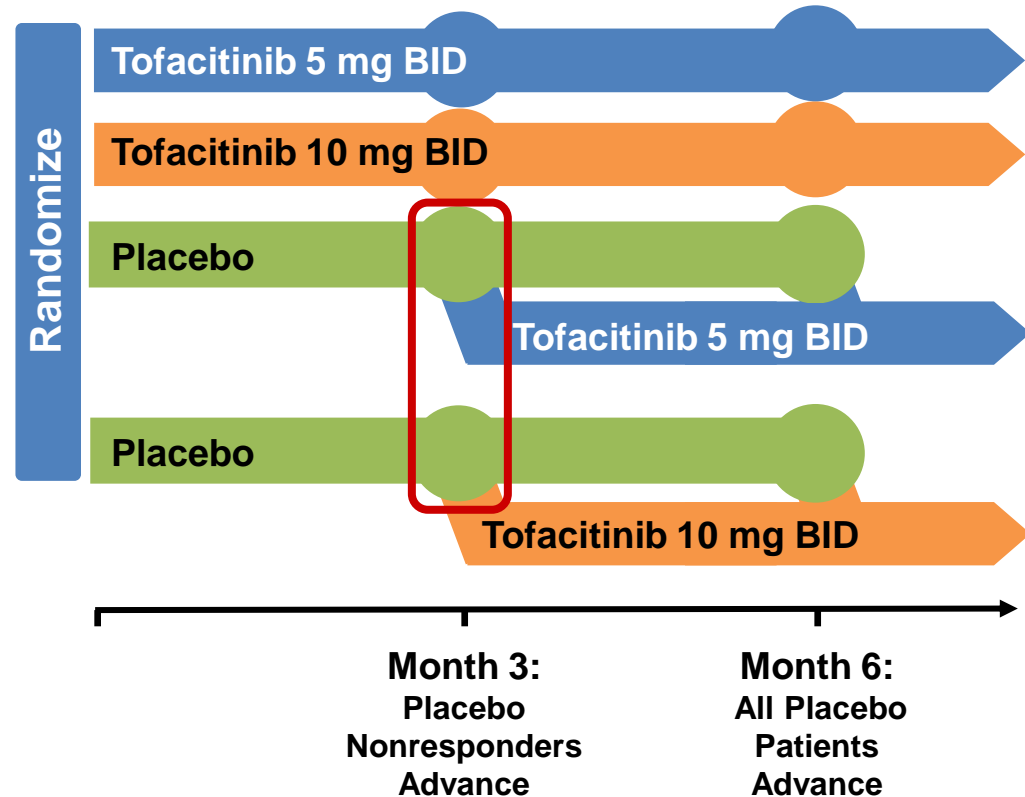 Randomize
Tofacitinib 5 mg BID
Tofacitinib 10 mg BID
Placebo
Tofacitinib 5 mg BID
Placebo
Tofacitinib 10 mg BID
Month 3:
Placebo
Nonresponders
Advance
Month 6:
All Placebo
Patients
Advance